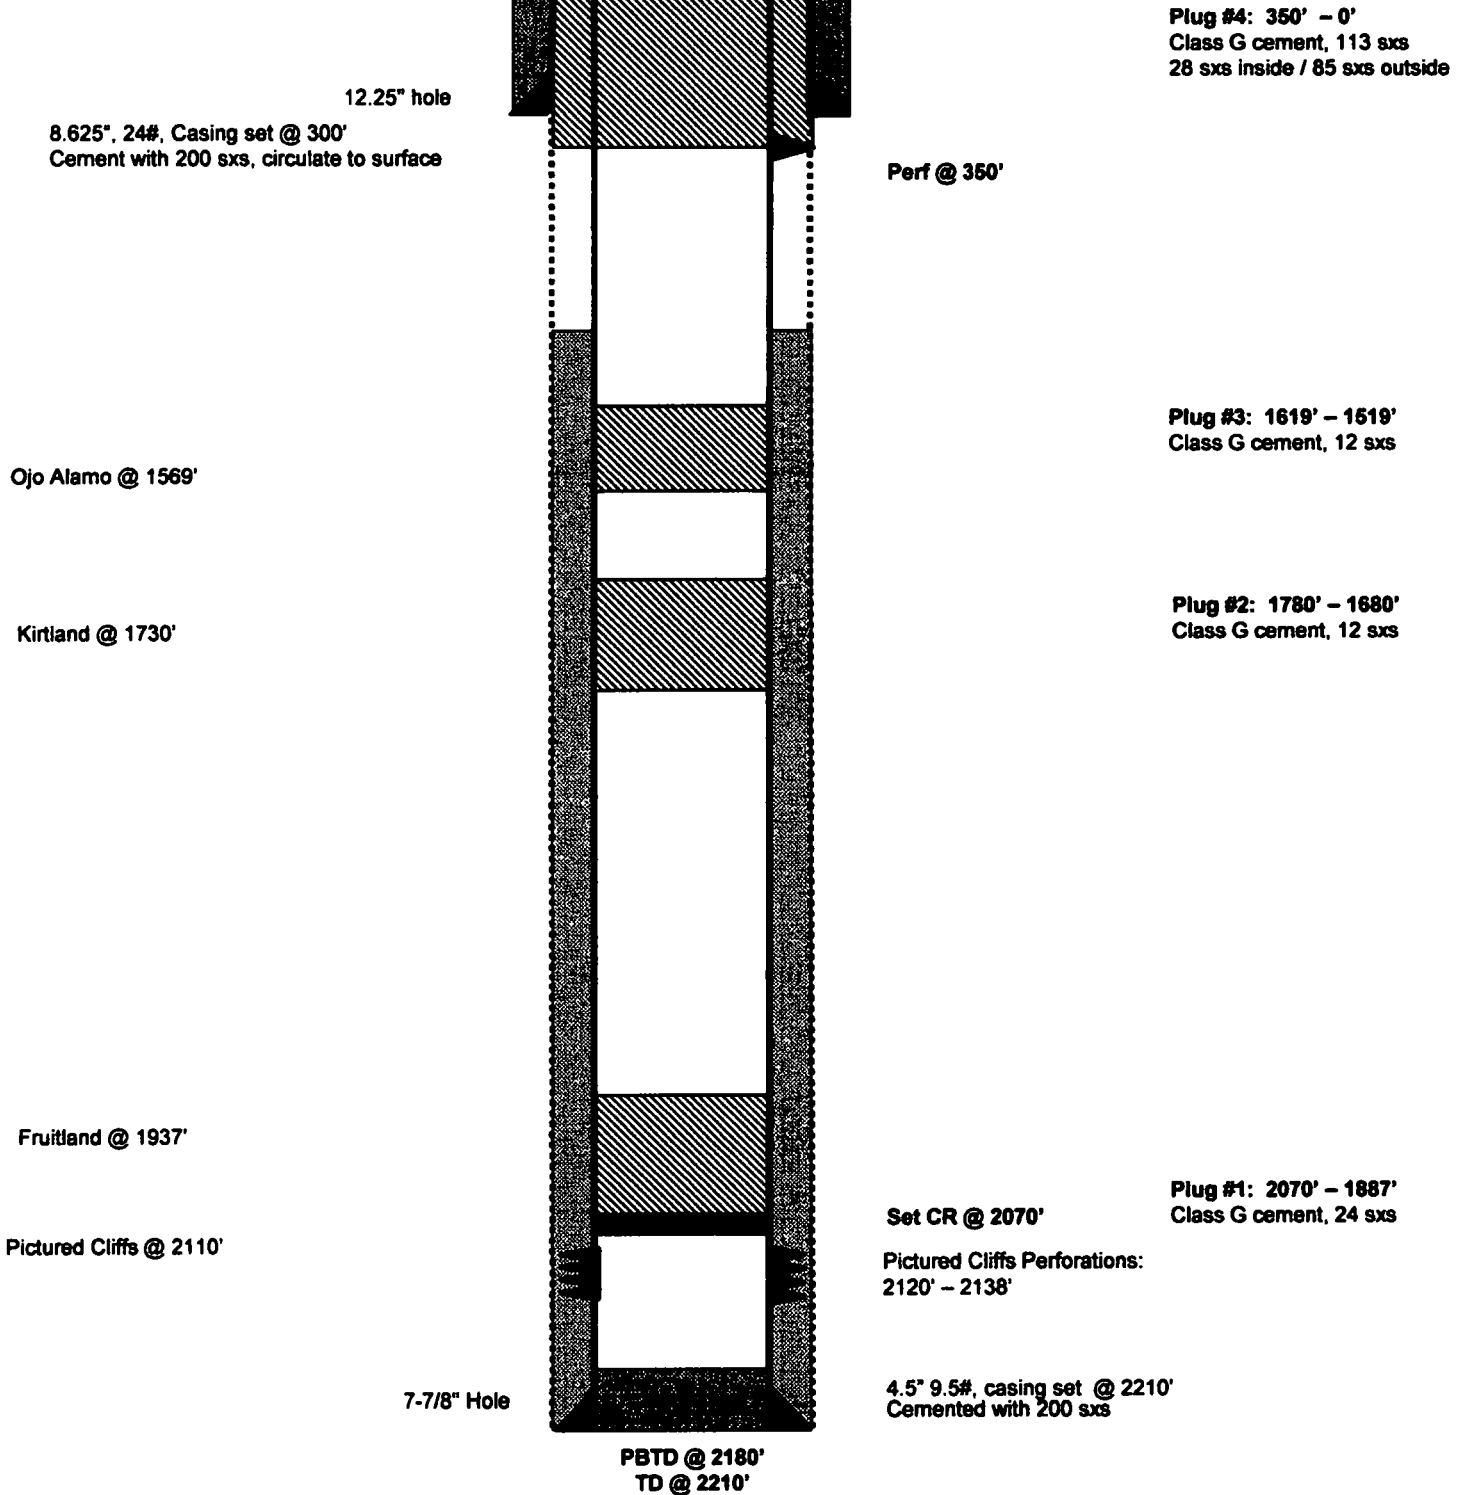 Plug #4: 350' – 0'
Class G cement, 113 sxs
28 sxs inside / 85 sxs outside
12.25" hole
8.625", 24#, Casing set @ 300'
Cement with 200 sxs, circulate to surface
Perf @ 350'
Plug #3: 1619' – 1519'
Class G cement, 12 sxs
Ojo Alamo @ 1569'
Plug #2: 1780' – 1680'
Class G cement, 12 sxs
Kirtland @ 1730'
Fruitland @ 1937'
Plug #1: 2070' – 1887'
Class G cement, 24 sxs
Set CR @ 2070'
Pictured Cliffs @ 2110'
Pictured Cliffs Perforations:
2120' – 2138'
7-7/8" Hole
4.5" 9.5#, casing set @ 2210'
Cemented with 200 sxs
PBTD @ 2180'
TD @ 2210'